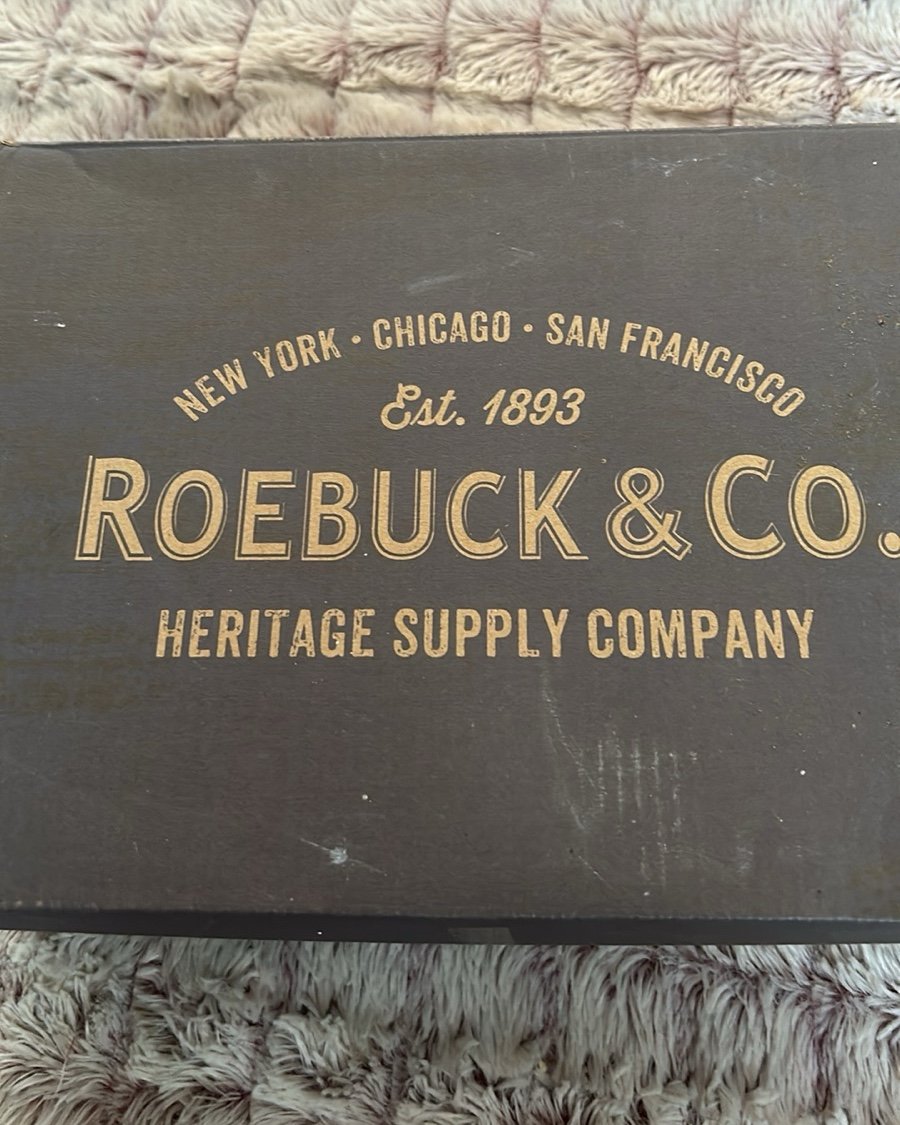 NEW YORK • CHICAGO • SAN FRANCISCO
Est. 1893
ROEBUCK & CO.
HERITAGE SUPPLY COMPANY